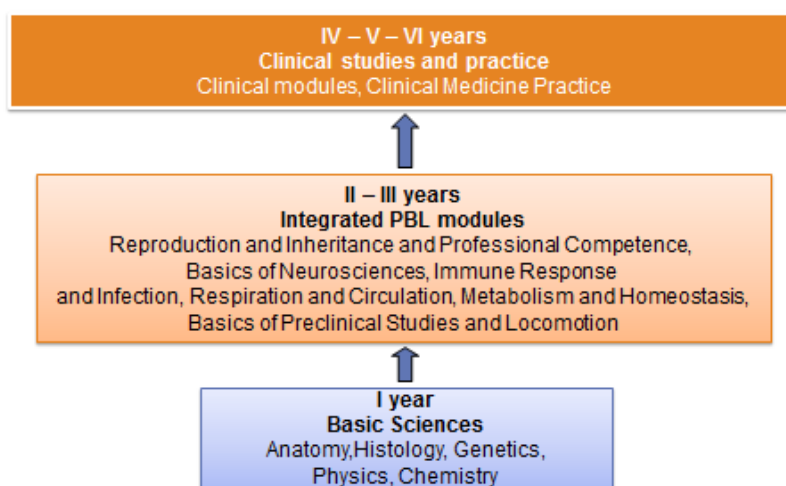 IV – V – VI years
Clinical studies and practice
Clinical modules, Clinical Medicine Practice
II – III years
Integrated PBL modules
Reproduction and Inheritance and Professional Competence,
Basics of Neurosciences, Immune Response
and Infection, Respiration and Circulation, Metabolism and Homeostasis,
Basics of Preclinical Studies and Locomotion
I year
Basic Sciences
Anatomy,Histology, Genetics,
Physics, Chemistry